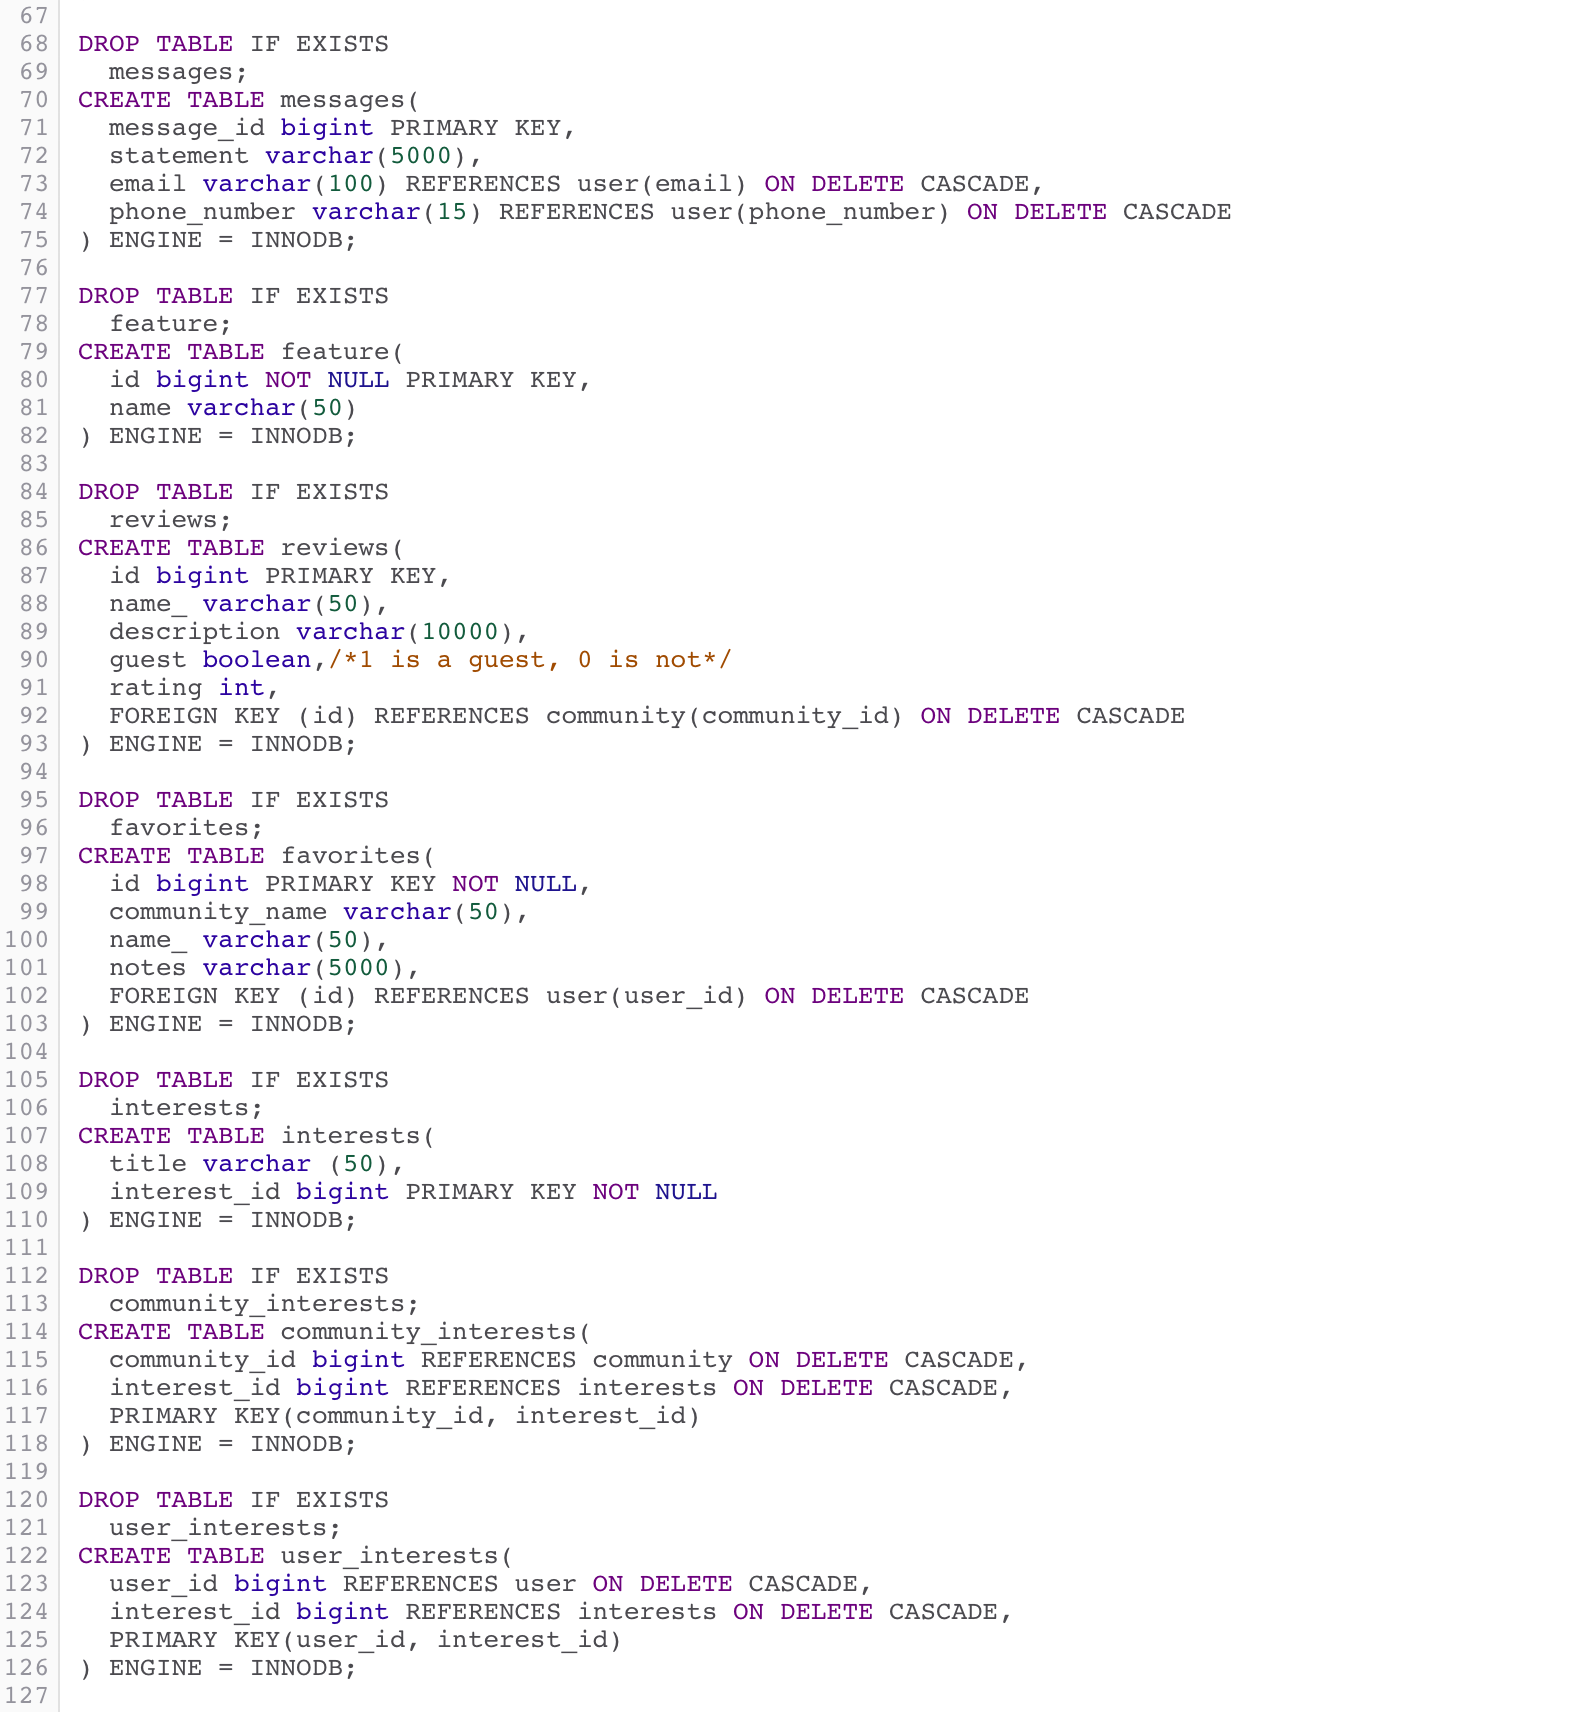 67
68 DROP TABLE IF EXISTS
69   messages;
70 CREATE TABLE messages(
71   message_id bigint PRIMARY KEY,
72   statement varchar(5000),
73   email varchar(100) REFERENCES user(email) ON DELETE CASCADE,
74   phone_number varchar(15) REFERENCES user(phone_number) ON DELETE CASCADE
75 ) ENGINE = INNODB;
76
77 DROP TABLE IF EXISTS
78   feature;
79 CREATE TABLE feature(
80   id bigint NOT NULL PRIMARY KEY,
81   name varchar(50)
82 ) ENGINE = INNODB;
83
84 DROP TABLE IF EXISTS
85   reviews;
86 CREATE TABLE reviews(
87   id bigint PRIMARY KEY,
88   name_ varchar(50),
89   description varchar(10000),
90   guest boolean,/*1 is a guest, 0 is not*/
91   rating int,
92   FOREIGN KEY (id) REFERENCES community(community_id) ON DELETE CASCADE
93 ) ENGINE = INNODB;
94
95 DROP TABLE IF EXISTS
96   favorites;
97 CREATE TABLE favorites(
98   id bigint PRIMARY KEY NOT NULL,
99   community_name varchar(50),
100   name_ varchar(50),
101   notes varchar(5000),
102   FOREIGN KEY (id) REFERENCES user(user_id) ON DELETE CASCADE
103 ) ENGINE = INNODB;
104
105 DROP TABLE IF EXISTS
106   interests;
107 CREATE TABLE interests(
108   title varchar (50),
109   interest_id bigint PRIMARY KEY NOT NULL
110 ) ENGINE = INNODB;
111
112 DROP TABLE IF EXISTS
113   community_interests;
114 CREATE TABLE community_interests(
115   community_id bigint REFERENCES community ON DELETE CASCADE,
116   interest_id bigint REFERENCES interests ON DELETE CASCADE,
117   PRIMARY KEY(community_id, interest_id)
118 ) ENGINE = INNODB;
119
120 DROP TABLE IF EXISTS
121   user_interests;
122 CREATE TABLE user_interests(
123   user_id bigint REFERENCES user ON DELETE CASCADE,
124   interest_id bigint REFERENCES interests ON DELETE CASCADE,
125   PRIMARY KEY(user_id, interest_id)
126 ) ENGINE = INNODB;
127